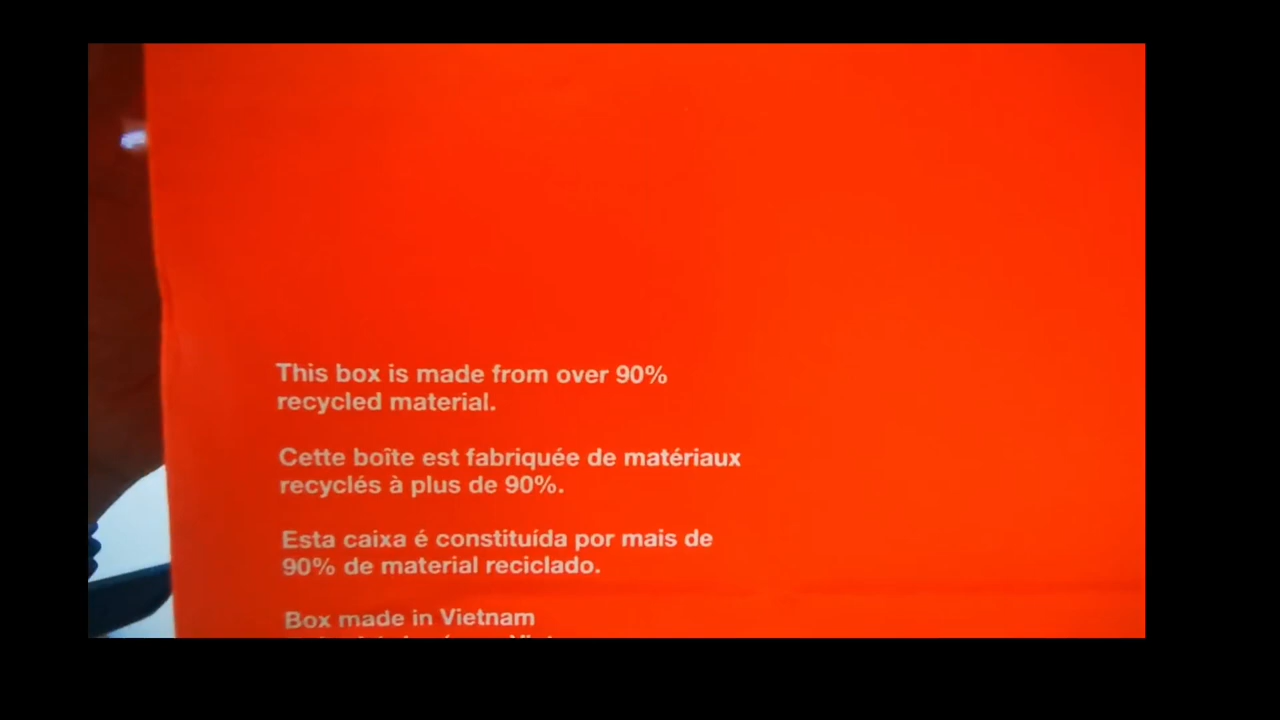 This box is made from over 90%
recycled material.
Cette boîte est fabriquée de matériaux
recyclés à plus de 90%.
Esta caixa é constituída por mais de
90% de material reciclado.
Box made in Vietnam